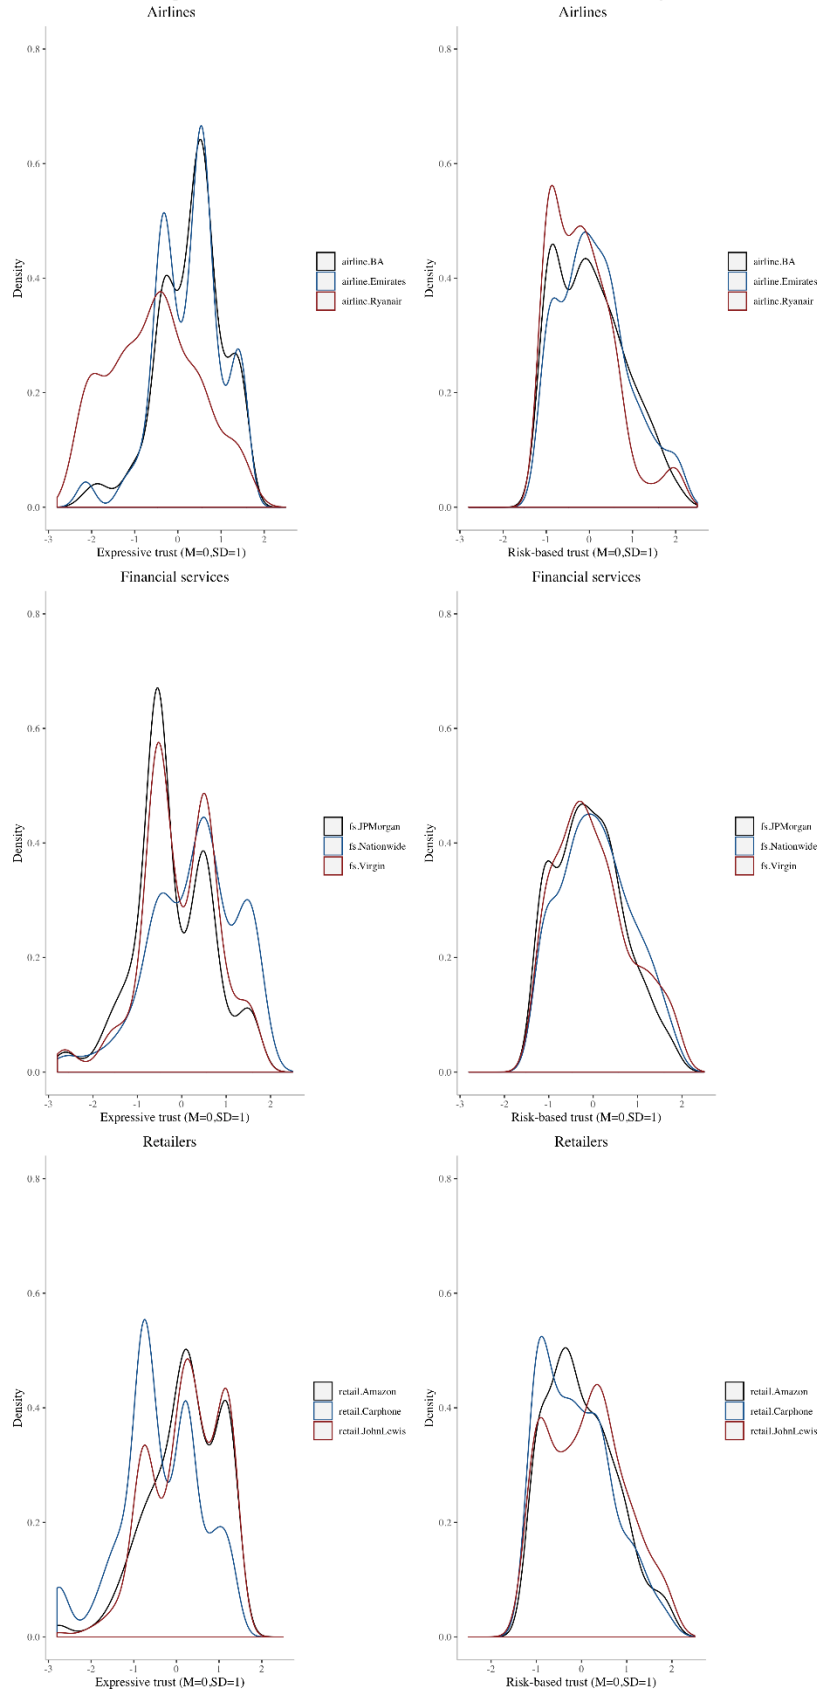 Airlines
0.8
0.6
0.4
0.2
0.0
Density
-3 -2 -1 0 1 2
Expressive trust (M=0,SD=1)
airline.BA
airline.Emirates
airline.Ryanair
Airlines
0.8
0.6
0.4
0.2
0.0
Density
-3 -2 -1 0 1 2
Risk-based trust (M=0,SD=1)
airline.BA
airline.Emirates
airline.Ryanair
Financial services
0.8
0.6
0.4
0.2
0.0
Density
-3 -2 -1 0 1 2
Expressive trust (M=0,SD=1)
fs.JPMorgan
fs.Nationwide
fs.Virgin
Financial services
0.8
0.6
0.4
0.2
0.0
Density
-3 -2 -1 0 1 2
Risk-based trust (M=0,SD=1)
fs.JPMorgan
fs.Nationwide
fs.Virgin
Retailers
0.8
0.6
0.4
0.2
0.0
Density
-3 -2 -1 0 1 2
Expressive trust (M=0,SD=1)
retail.Amazon
retail.Carphone
retail.JohnLewis
Retailers
0.8
0.6
0.4
0.2
0.0
Density
-2 -1 0 1 2
Risk-based trust (M=0,SD=1)
retail.Amazon
retail.Carphone
retail.JohnLewis